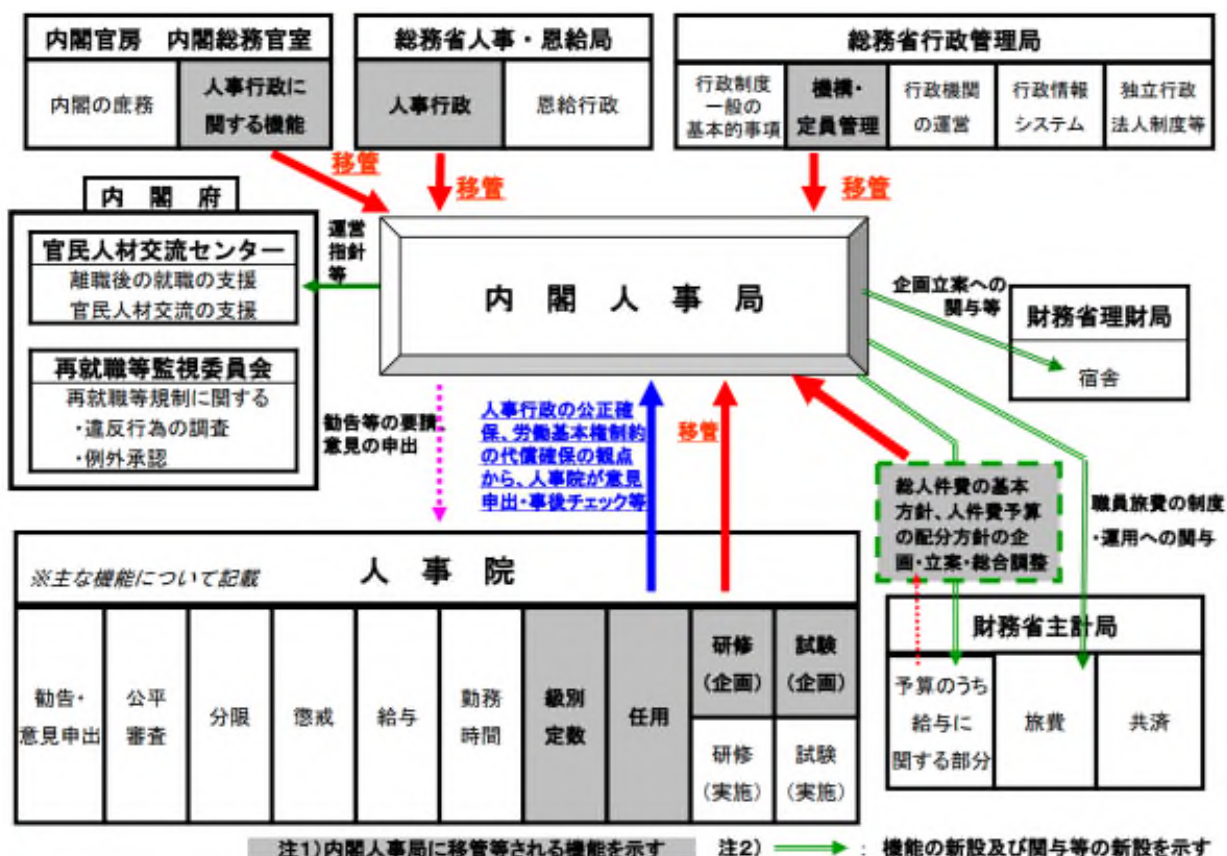 内閣官房 内閣総務官室
内閣の庶務
人事行政に
関する機能
総務省人事・恩給局
人事行政
恩給行政
総務省行政管理局
行政制度
一般の
基本的事項
機構・
定員管理
行政機関
の運営
行政情報
システム
独立行政
法人制度等
移管
移管
移管
内閣府
官民人材交流センター
離職後の就職の支援
官民人材交流の支援
再就職等監視委員会
再就職等規制に関する
・違反行為の調査
・例外承認
運営
指針
等
内閣人事局
企画立案への
関与等
財務省理財局
宿舎
勧告等の要請、
意見の申出
人事行政の公正確
保、労働基本権制約
の代償確保の観点
から、人事院が意見
申出・事後チェック等
移管
総人件費の基本
方針、人件費予算
の配分方針の企
画・立案・総合調整
職員旅費の制度
・運用への関与
※主な機能について記載
人事院
勧告・
意見申出
公平
審査
分限
懲戒
給与
勤務
時間
級別
定数
任用
研修
(企画)
試験
(企画)
研修
(実施)
試験
(実施)
財務省主計局
予算のうち
給与に
関する部分
旅費
共済
注1)内閣人事局に移管等される機能を示す
注2) : 機能の新設及び関与等の新設を示す